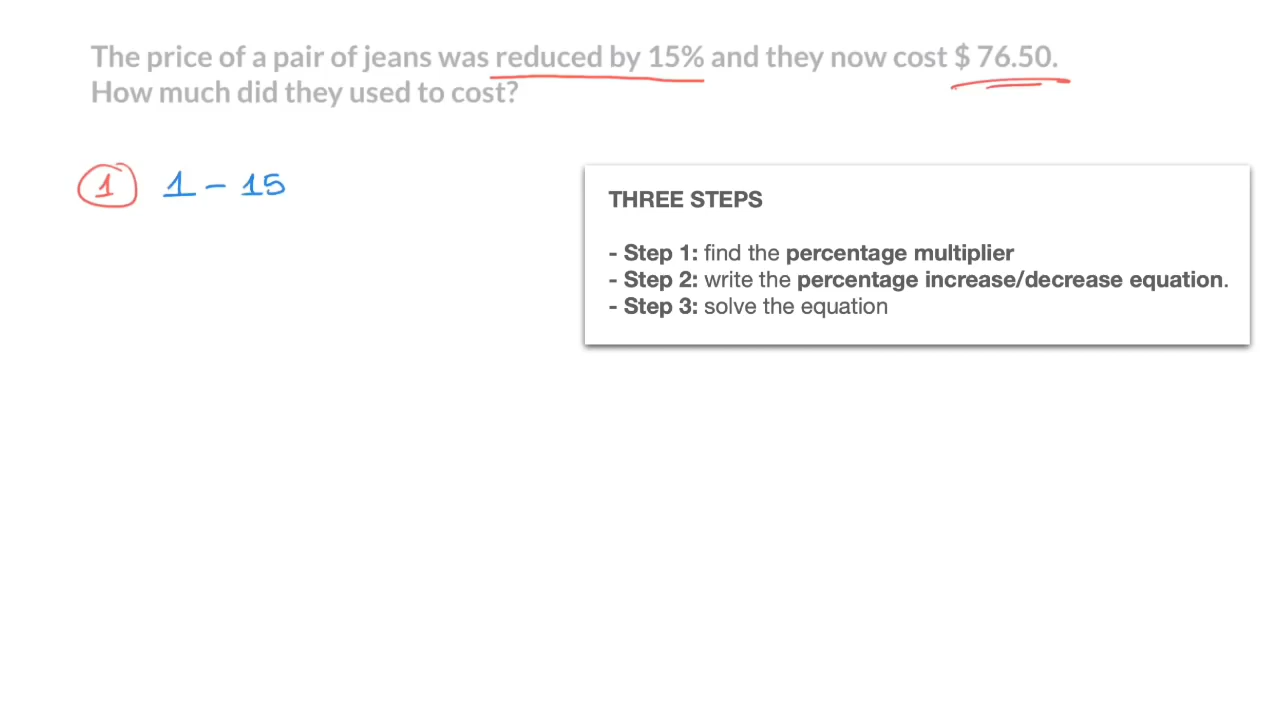 The price of a pair of jeans was reduced by 15% and they now cost $ 76.50.
How much did they used to cost?
1 1 - 15
THREE STEPS
- Step 1: find the percentage multiplier
- Step 2: write the percentage increase/decrease equation.
- Step 3: solve the equation